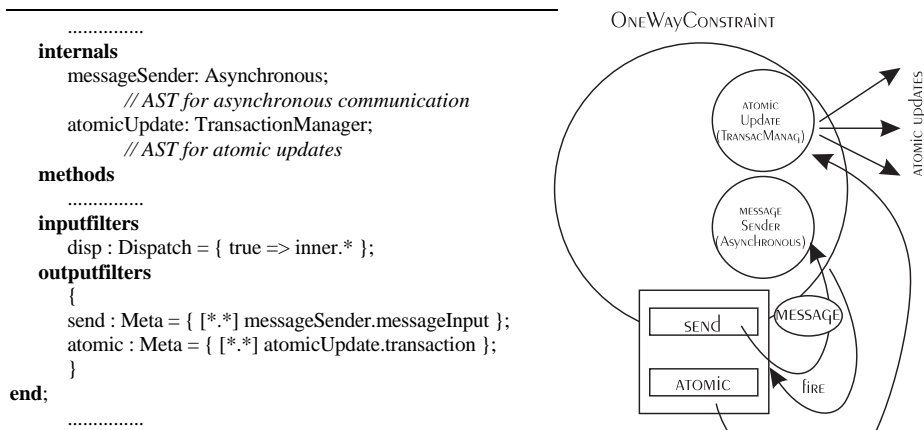 ...............
internals
messageSender: Asynchronous;
// AST for asynchronous communication
atomicUpdate: TransactionManager;
// AST for atomic updates
methods
...............
inputfilters
disp : Dispatch = { true => inner.* };
outputfilters
{
send : Meta = { [*.*] messageSender.messageInput };
atomic : Meta = { [*.*] atomicUpdate.transaction };
}
end;
...............
OneWayConstraint
atomic
Update
(TransacManag)
atomic updates
message
Sender
(Asynchronous)
send
MESSAGE
atomic
fire